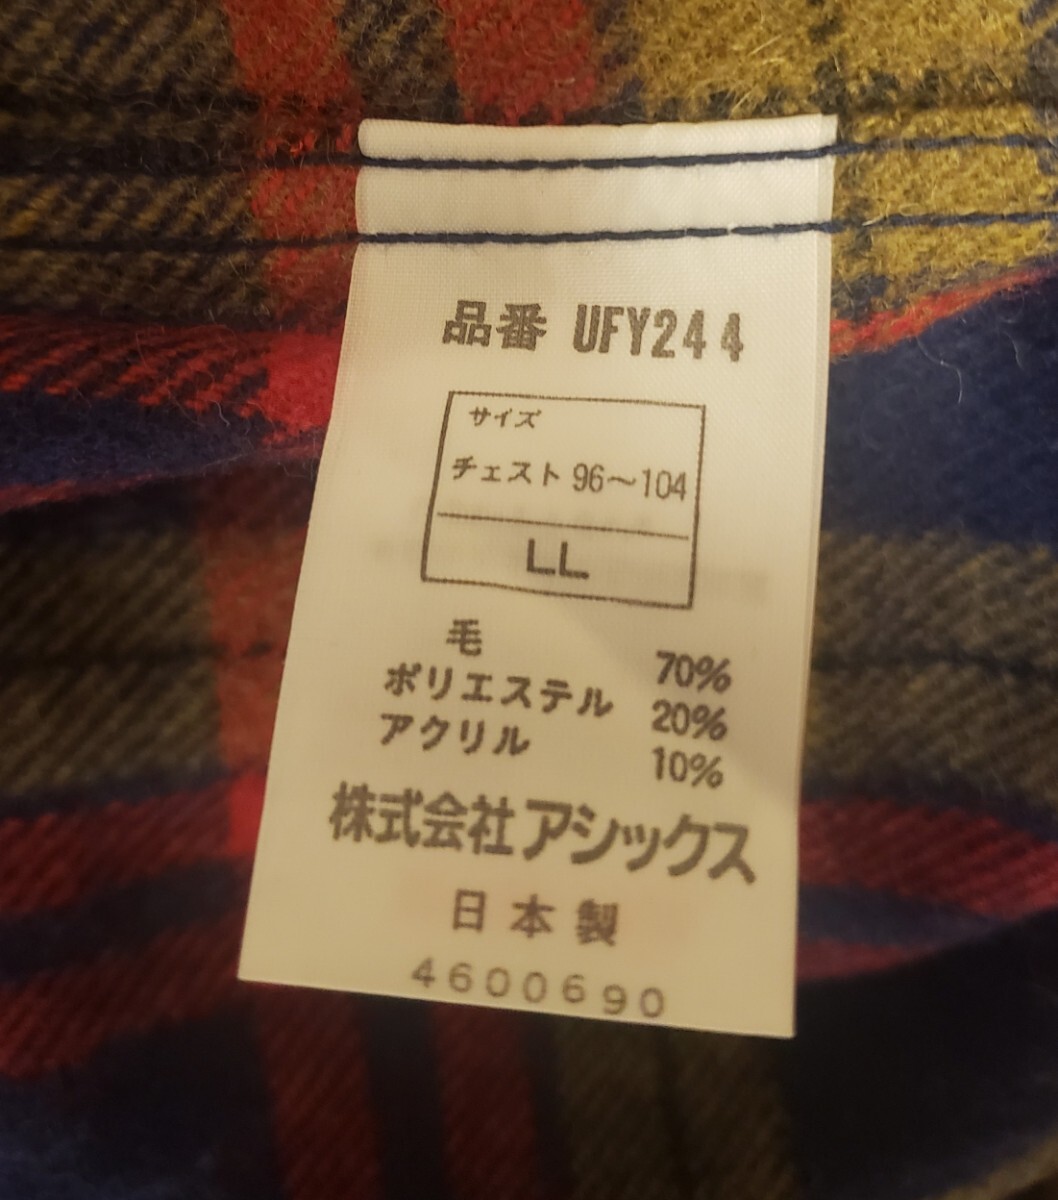 品番 UFY244
サイズ
チェスト 96～104
LL
毛 70%
ポリエステル 20%
アクリル 10%
株式会社アシックス
日本製
4600690